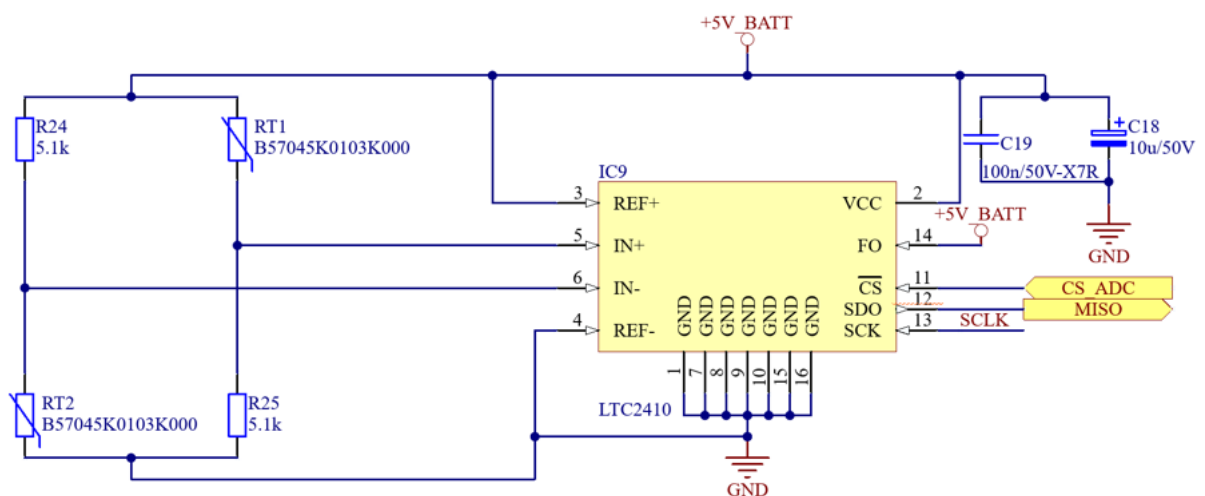 +5V_BATT
R24
5.1k
RT1
B57045K0103K000
C19
100n/50V-X7R
C18
10u/50V
GND
IC9
3 REF+
5 IN+
6 IN-
4 REF-
VCC 2
FO 14
+5V_BATT
CS 11
CS_ADC
SDO 12
MISO
SCK 13
SCLK
GND GND GND GND GND GND GND
1 7 8 9 10 15 16
LTC2410
GND
RT2
B57045K0103K000
R25
5.1k